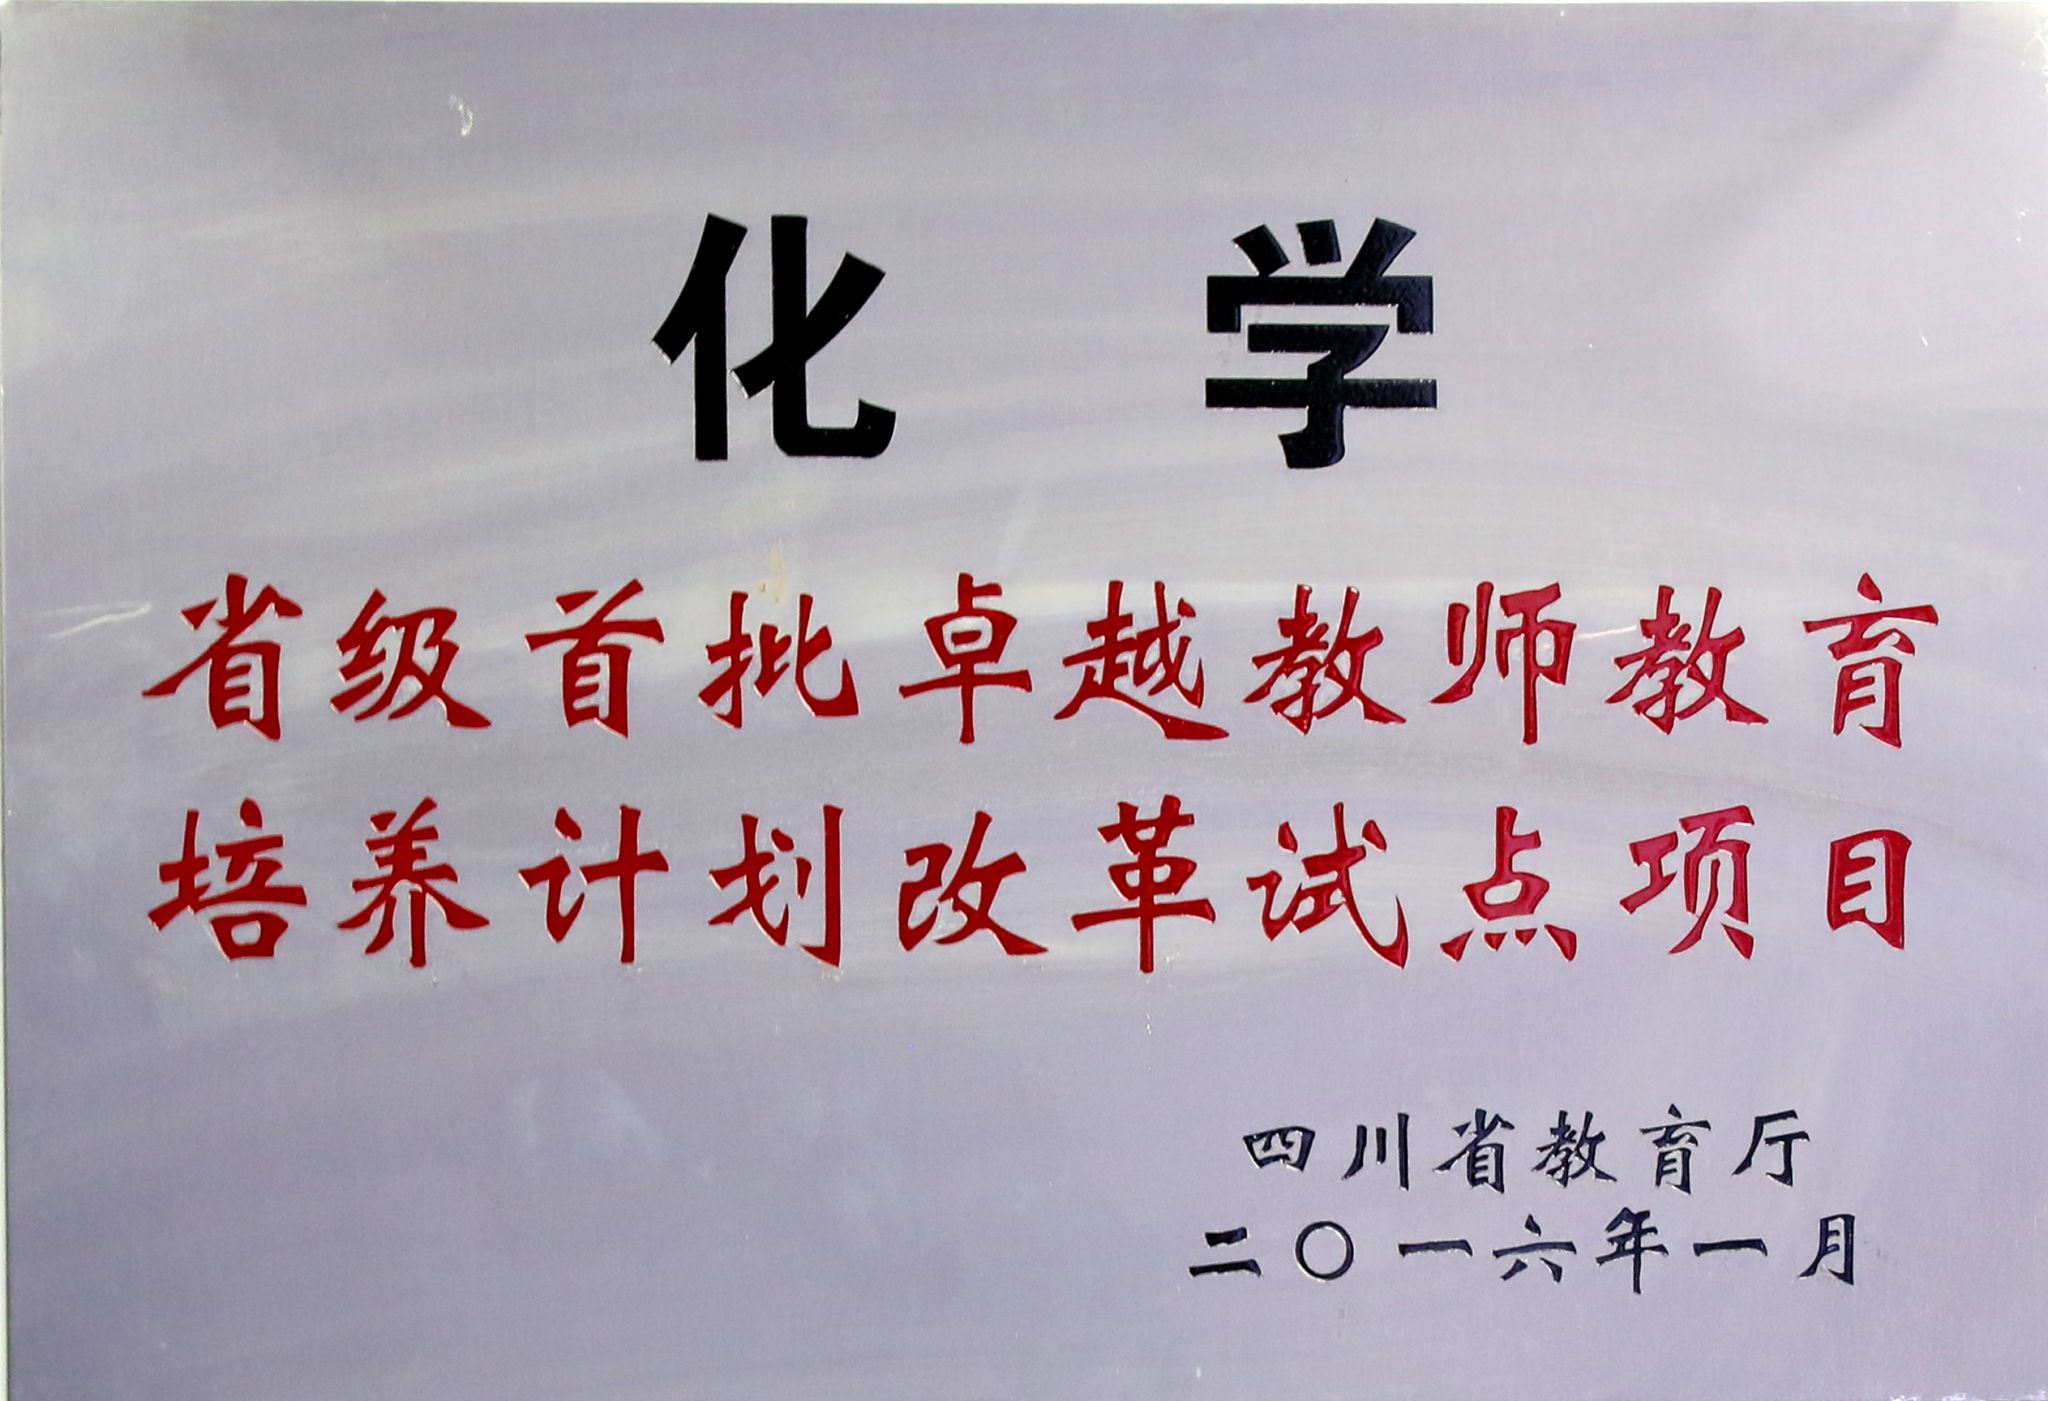 化学
省级首批卓越教师教育
培养计划改革试点项目
四川省教育厅
二〇一六年一月